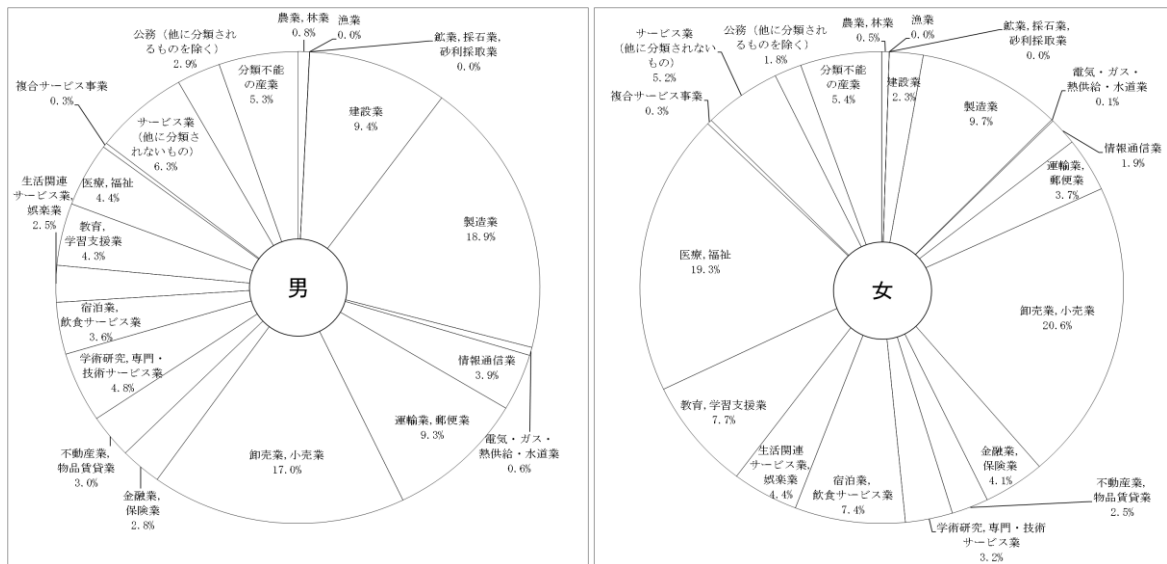 農業, 林業
0.8%
漁業
0.0%
鉱業, 採石業,
砂利採取業
0.0%
建設業
9.4%
製造業
18.9%
電気・ガス・
熱供給・水道業
0.6%
情報通信業
3.9%
運輸業, 郵便業
9.3%
卸売業, 小売業
17.0%
金融業,
保険業
2.8%
不動産業,
物品賃貸業
3.0%
学術研究, 専門・
技術サービス業
4.8%
宿泊業,
飲食サービス業
3.6%
生活関連
サービス業,
娯楽業
2.5%
教育,
学習支援業
4.3%
医療, 福祉
4.4%
複合サービス事業
0.3%
サービス業
(他に分類さ
れないもの)
6.3%
公務 (他に分類され
るものを除く)
2.9%
分類不能
の産業
5.3%
男
農業, 林業
0.5%
漁業
0.0%
鉱業, 採石業,
砂利採取業
0.0%
建設業
2.3%
製造業
9.7%
電気・ガス・
熱供給・水道業
0.1%
情報通信業
1.9%
運輸業,
郵便業
3.7%
卸売業, 小売業
20.6%
金融業,
保険業
4.1%
不動産業,
物品賃貸業
2.5%
学術研究, 専門・技術
サービス業
3.2%
宿泊業,
飲食サービス業
7.4%
生活関連
サービス業,
娯楽業
4.4%
教育, 学習支援業
7.7%
医療, 福祉
19.3%
複合サービス事業
0.3%
サービス業
(他に分類されない
もの)
5.2%
公務 (他に分類され
るものを除く)
1.8%
分類不能
の産業
5.4%
女